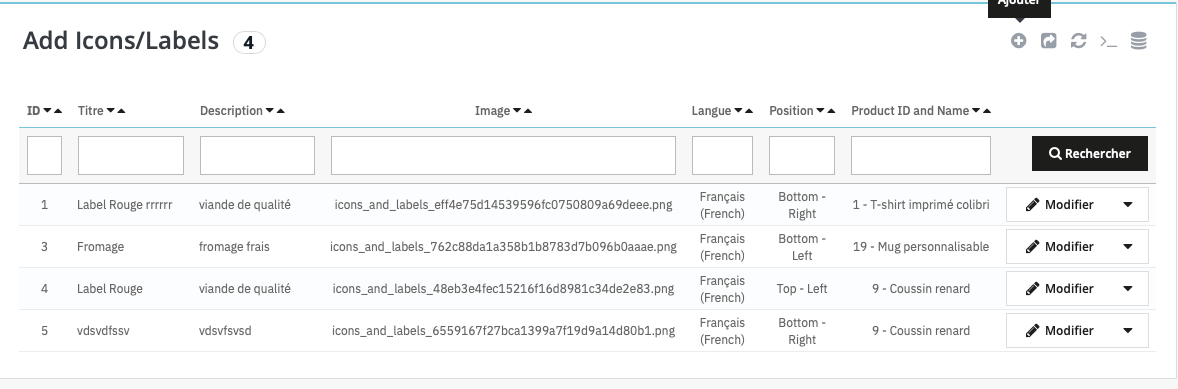 Ajouter
Add Icons/Labels 4
ID Titre Description Image Langue Position Product ID and Name
Rechercher
1 Label Rouge rrrrrr viande de qualité icons_and_labels_eff4e75d14539596fc0750809a69deee.png Français (French) Bottom - Right 1 - T-shirt imprimé colibri Modifier
3 Fromage fromage frais icons_and_labels_762c88da1a358b1b8783d7b096b0aaae.png Français (French) Bottom - Left 19 - Mug personnalisable Modifier
4 Label Rouge viande de qualité icons_and_labels_48eb3e4fec15216f16d8981c34de2e83.png Français (French) Top - Left 9 - Coussin renard Modifier
5 vdsvdfssv vdsvfsvsd icons_and_labels_6559167f27bca1399a7f19d9a14d80b1.png Français (French) Bottom - Right 9 - Coussin renard Modifier